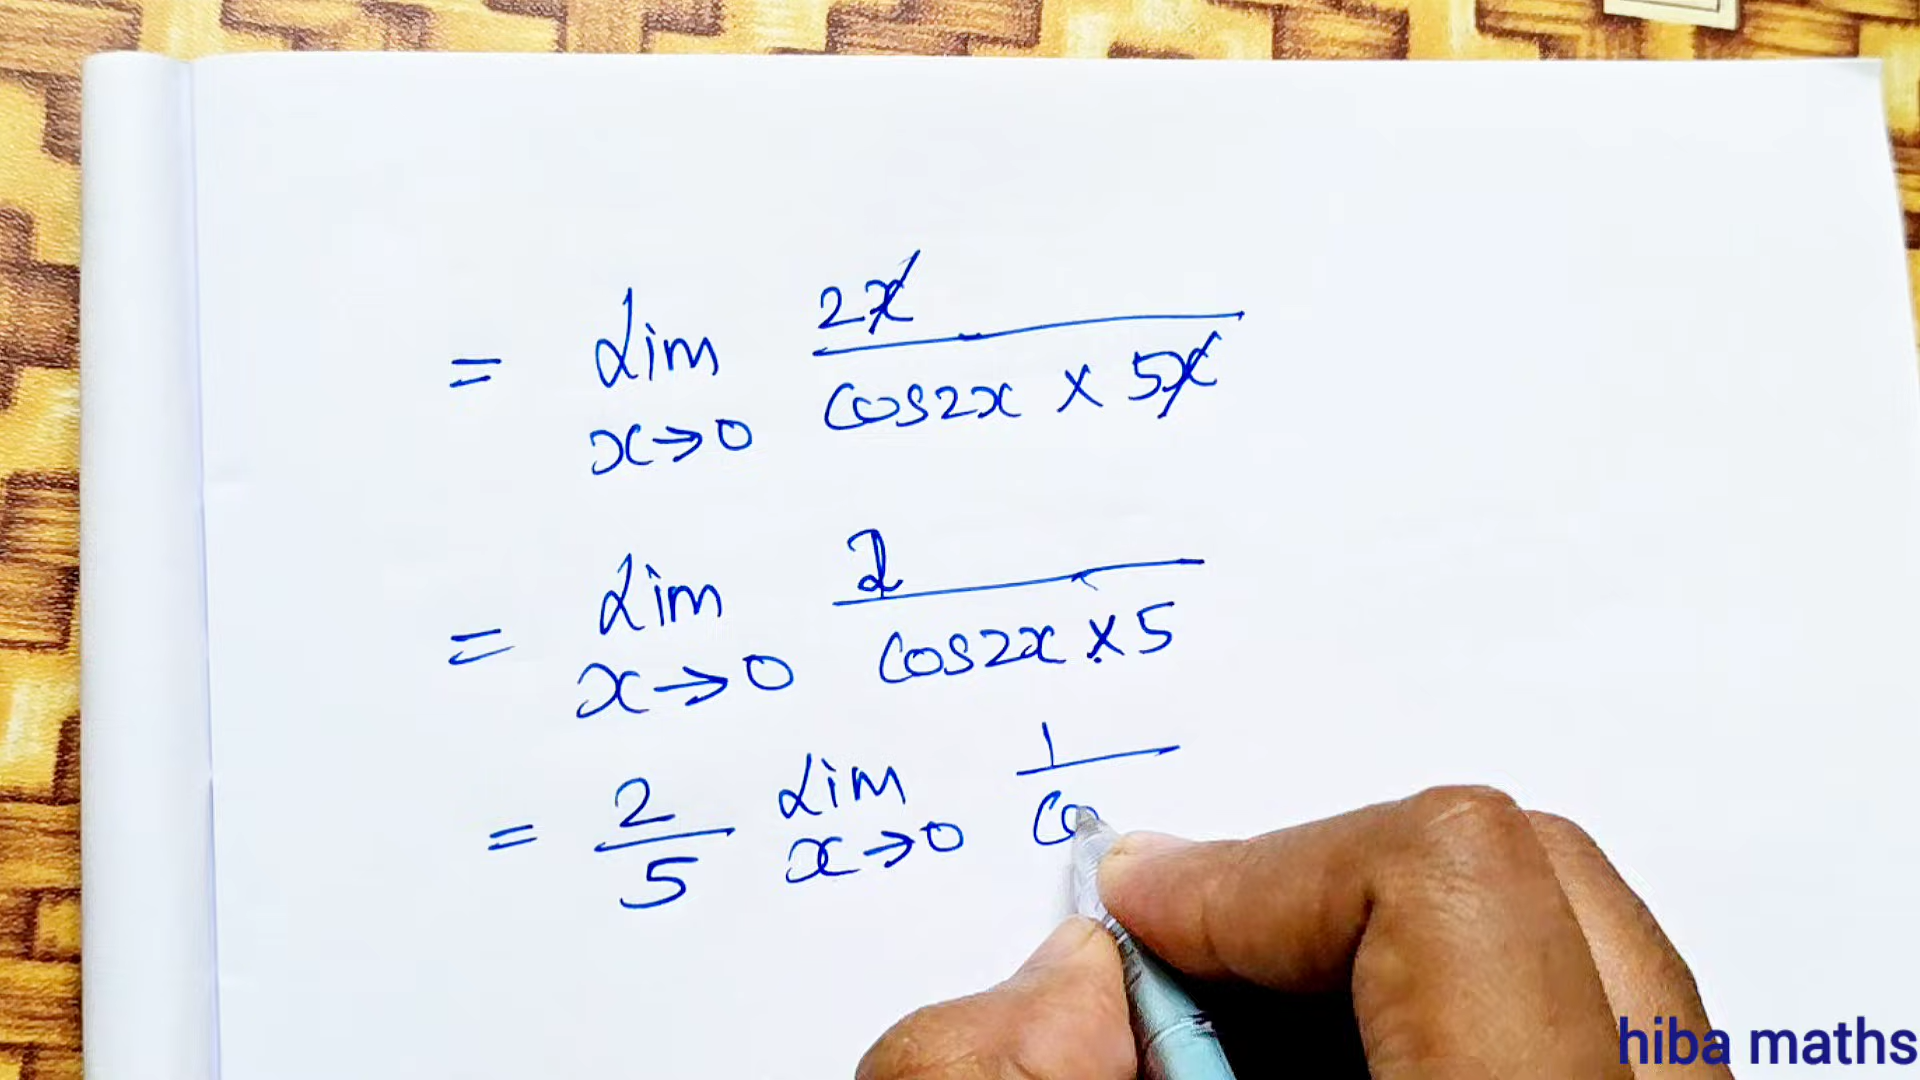 = Lim 2x
x→0 cos2x × 5x
= Lim 2
x→0 cos2x × 5
= 2 Lim 1
5 x→0 co
hiba maths